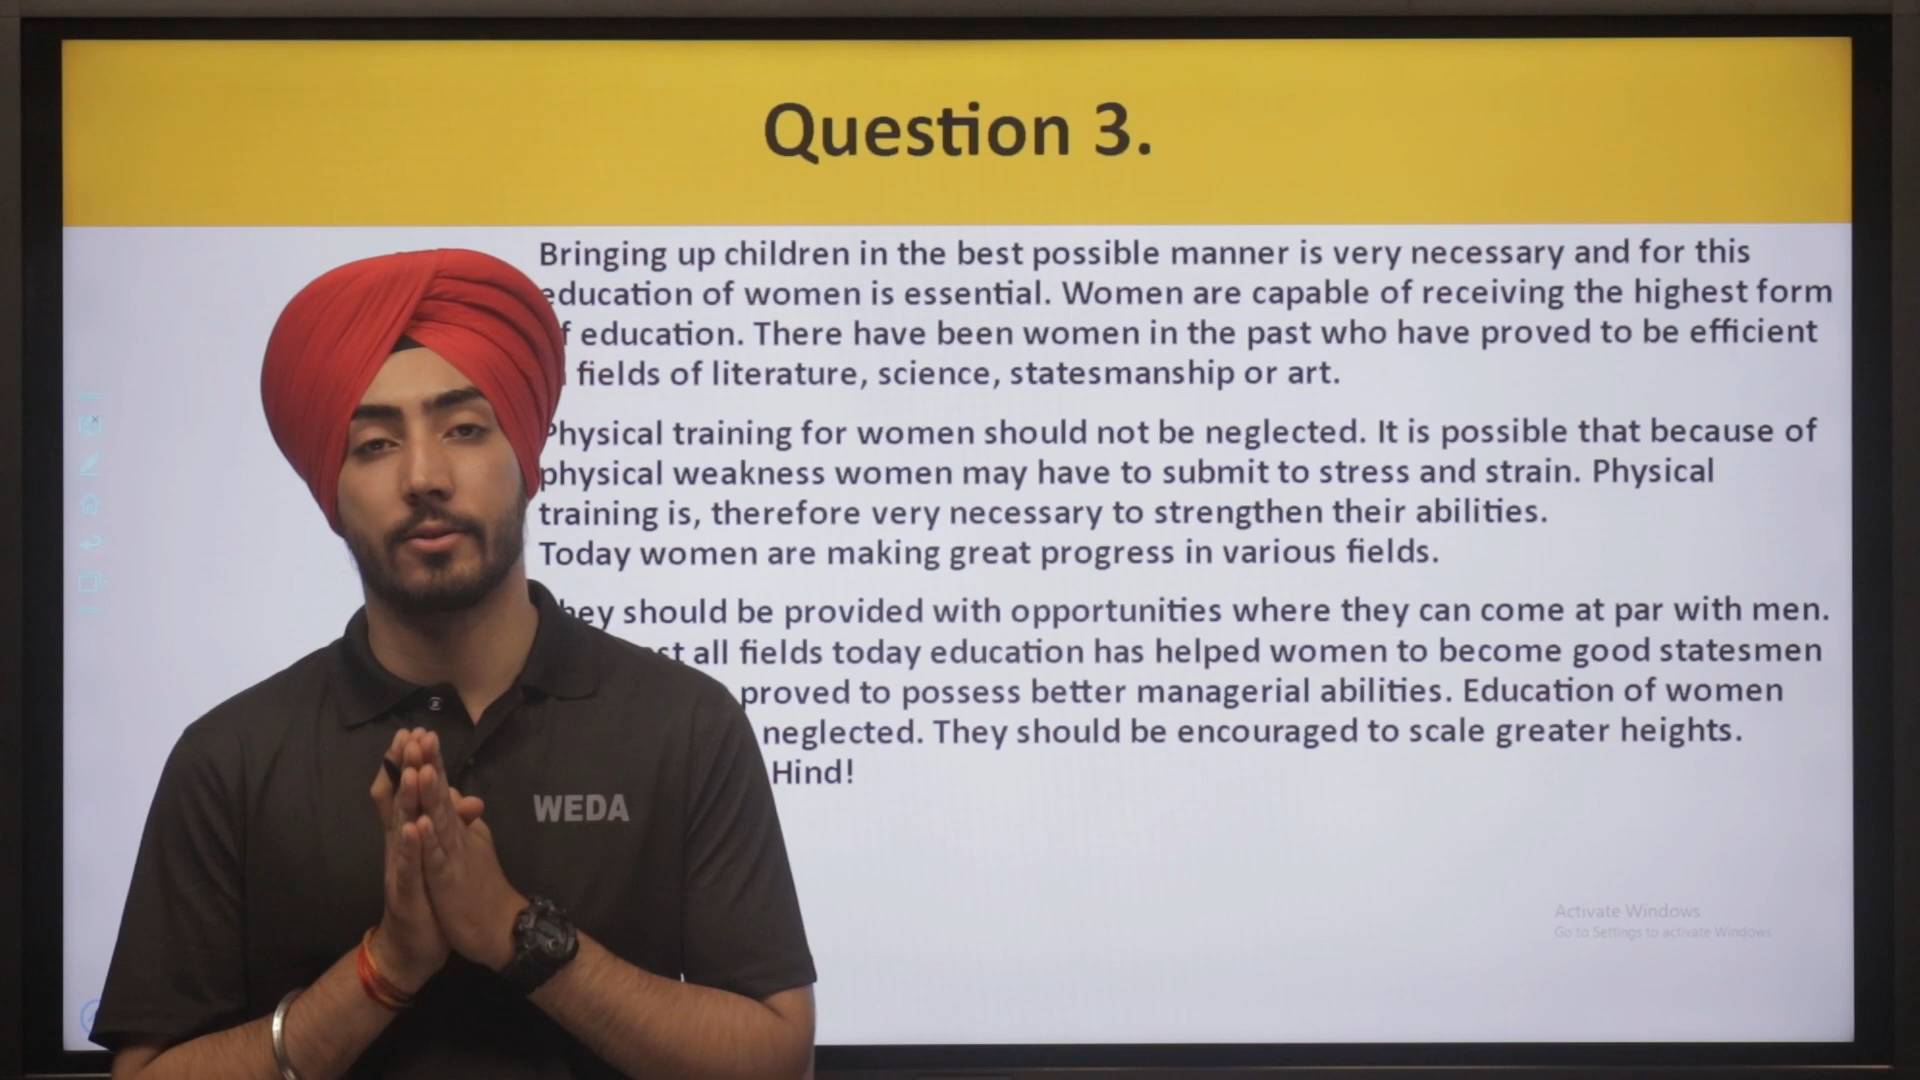 Question 3.
Bringing up children in the best possible manner is very necessary and for this
education of women is essential. Women are capable of receiving the highest form
education. There have been women in the past who have proved to be efficient
fields of literature, science, statesmanship or art.
Physical training for women should not be neglected. It is possible that because of
physical weakness women may have to submit to stress and strain. Physical
training is, therefore very necessary to strengthen their abilities.
Today women are making great progress in various fields.
They should be provided with opportunities where they can come at par with men.
all fields today education has helped women to become good statesmen
proved to possess better managerial abilities. Education of women
neglected. They should be encouraged to scale greater heights.
Hind!
WEDA
Activate Windows
Go to Settings to activate Windows.